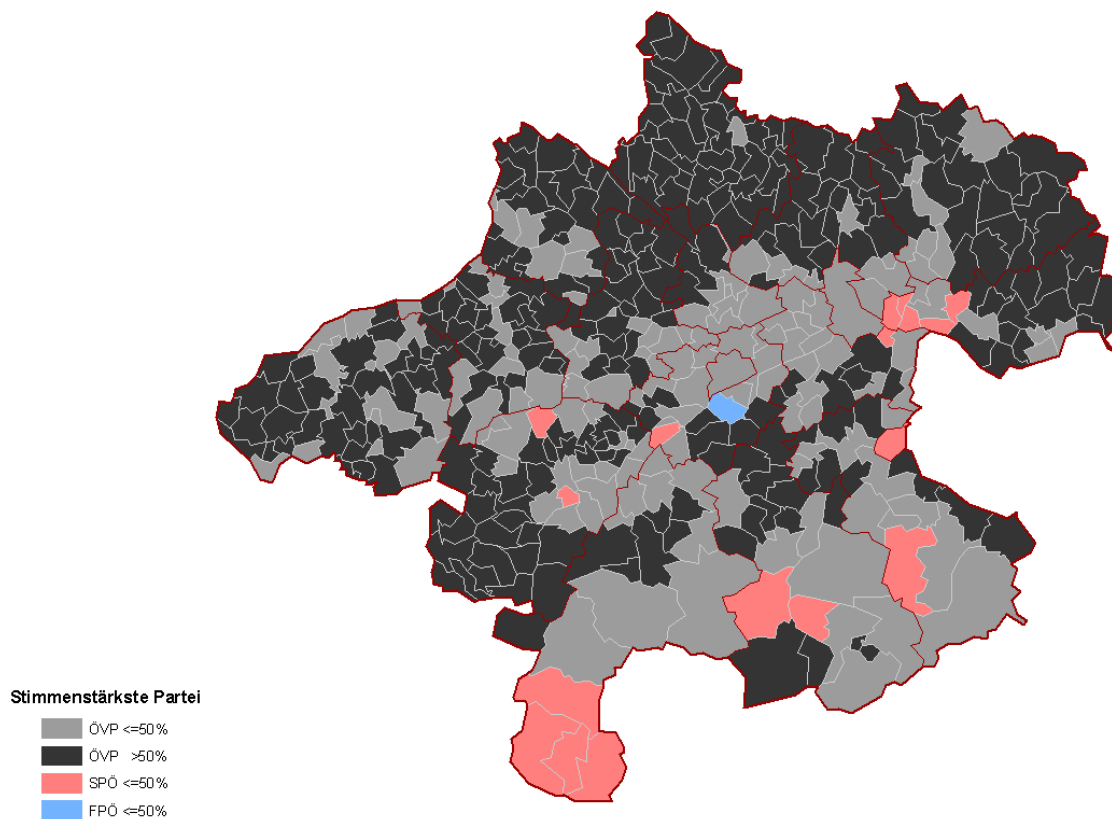 Stimmenstärkste Partei
ÖVP <=50%
ÖVP >50%
SPÖ <=50%
FPÖ <=50%